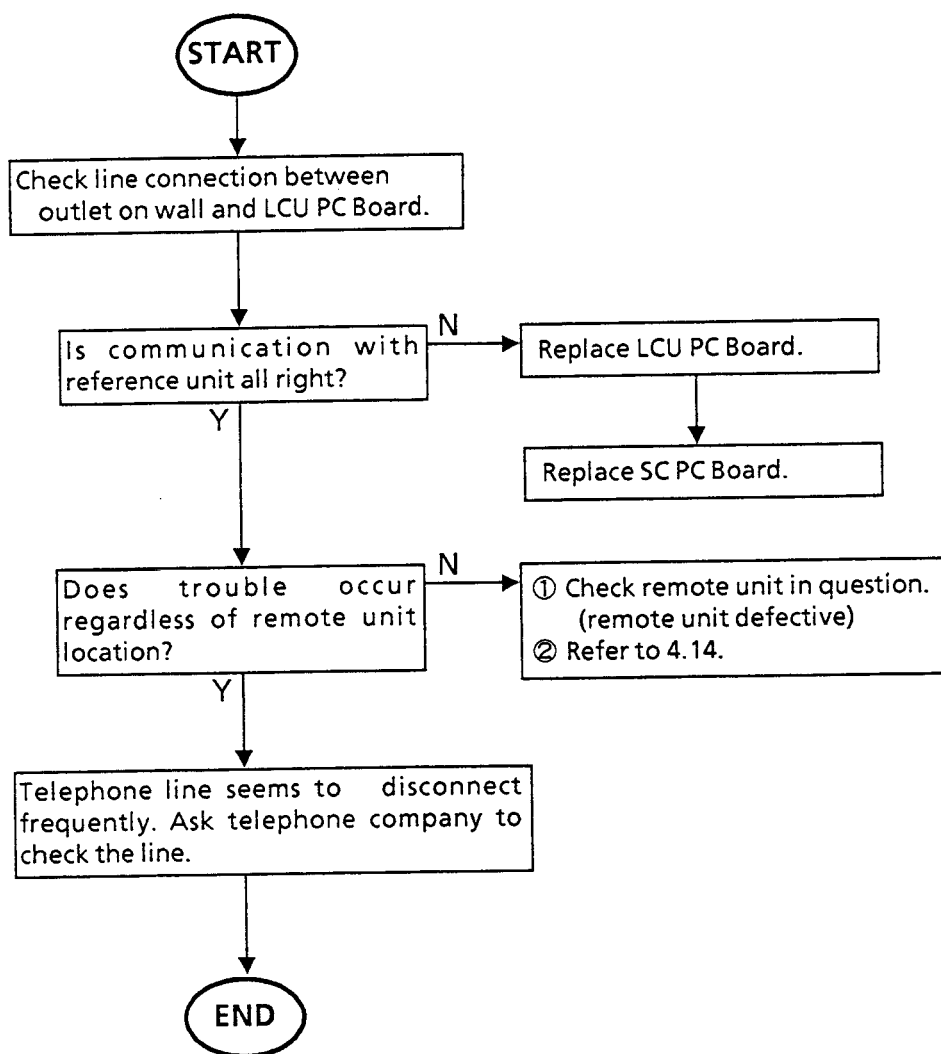 START
Check line connection between
outlet on wall and LCU PC Board.
Is communication with
reference unit all right?
N
Replace LCU PC Board.
Y
Replace SC PC Board.
Does trouble occur
regardless of remote unit
location?
N
① Check remote unit in question.
(remote unit defective)
② Refer to 4.14.
Y
Telephone line seems to disconnect
frequently. Ask telephone company to
check the line.
END